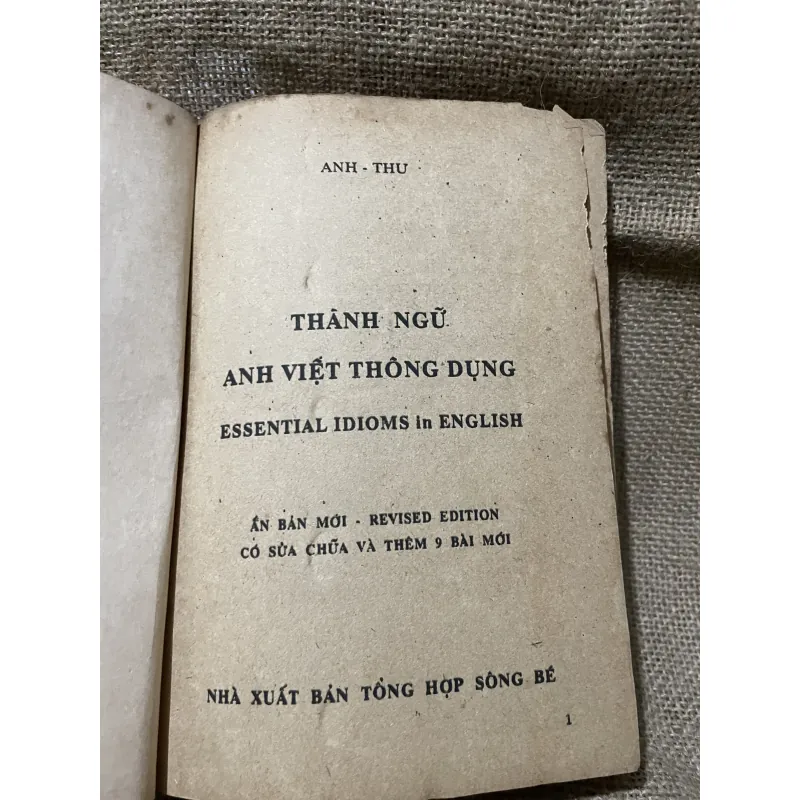 ANH - THƯ
THÀNH NGỮ
ANH VIỆT THÔNG DỤNG
ESSENTIAL IDIOMS in ENGLISH
ẤN BẢN MỚI - REVISED EDITION
CÓ SỬA CHỮA VÀ THÊM 9 BÀI MỚI
NHÀ XUẤT BẢN TỔNG HỢP SÔNG BÉ
1